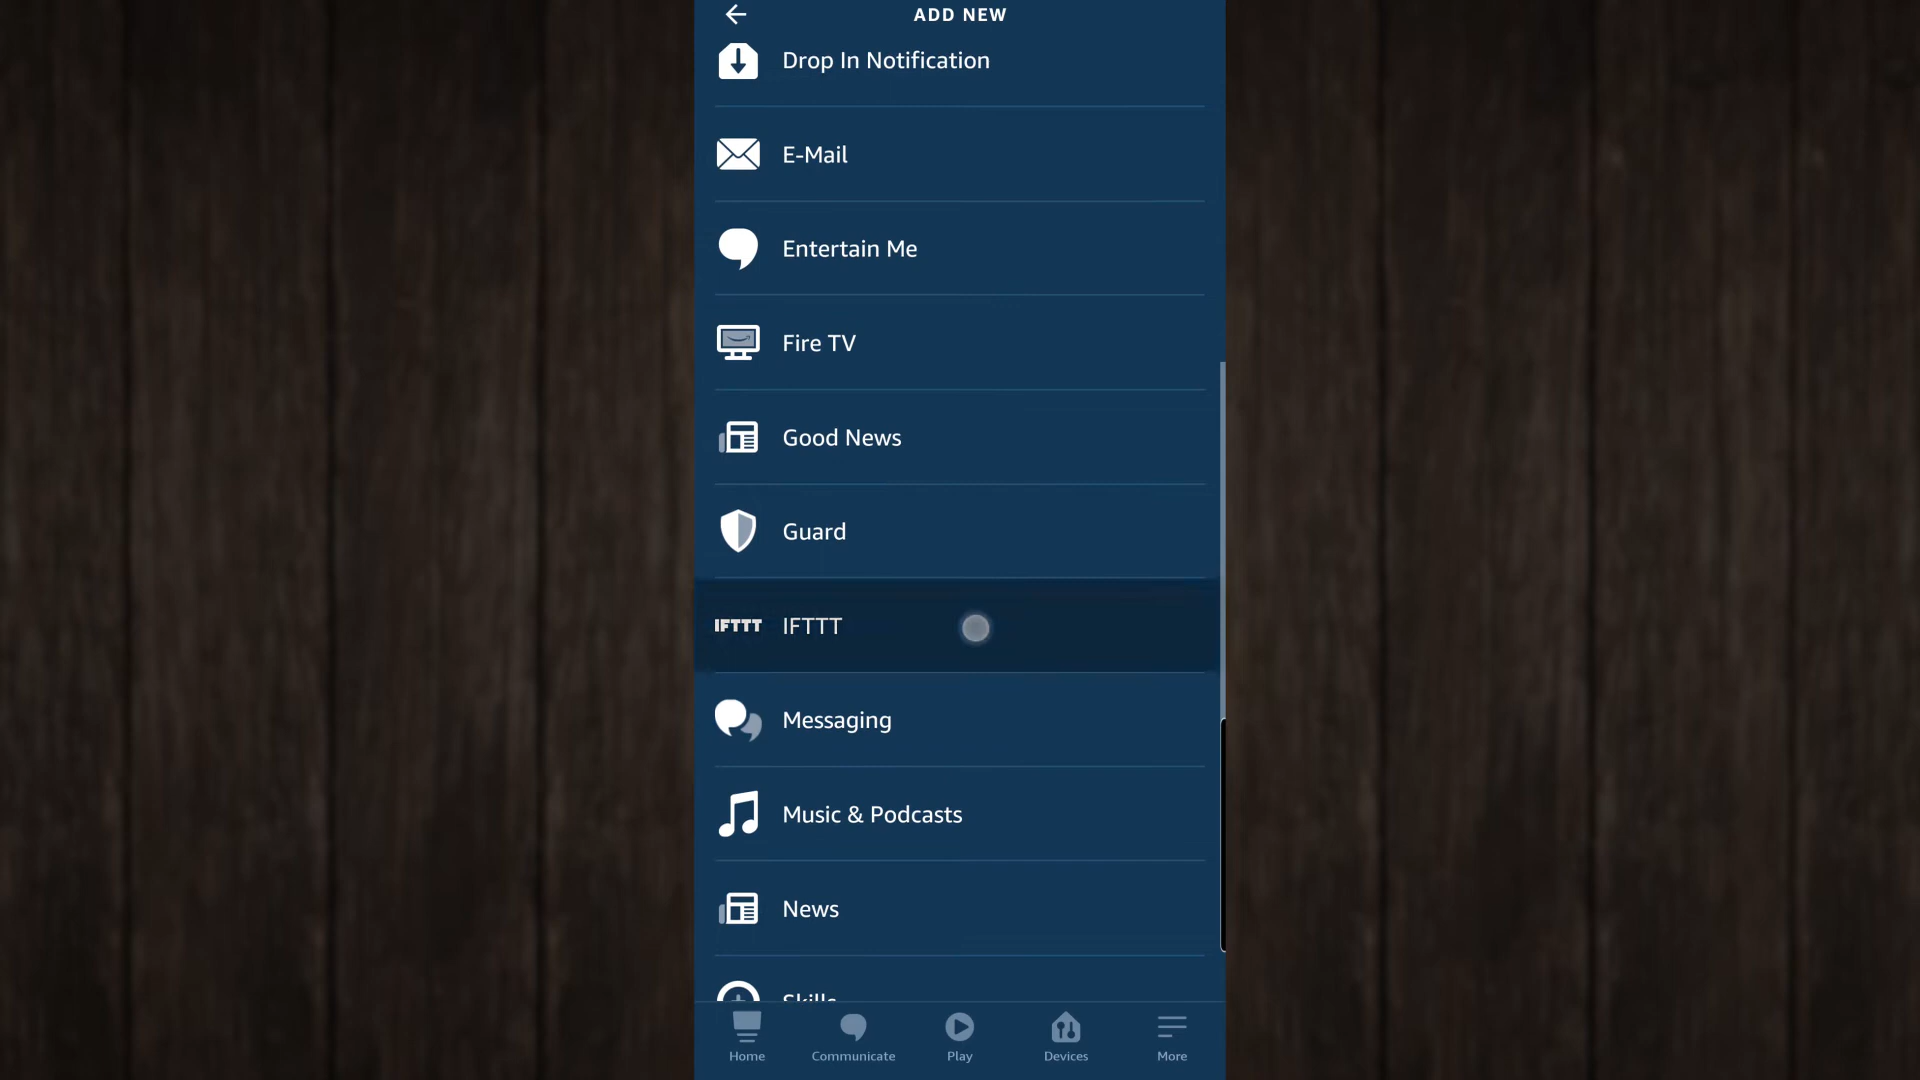 ADD NEW
Drop In Notification
E-Mail
Entertain Me
Fire TV
Good News
Guard
IFTTT IFTTT
Messaging
Music & Podcasts
News
Skills
Home Communicate Play Devices More